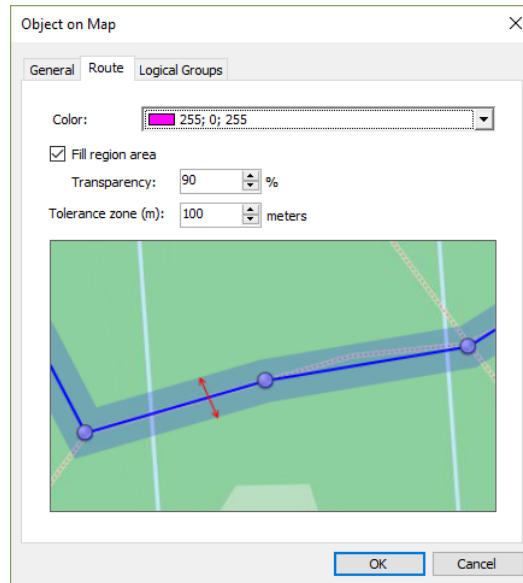 Object on Map
General Route Logical Groups
Color: 255; 0; 255
Fill region area
Transparency: 90 %
Tolerance zone (m): 100 meters
OK Cancel